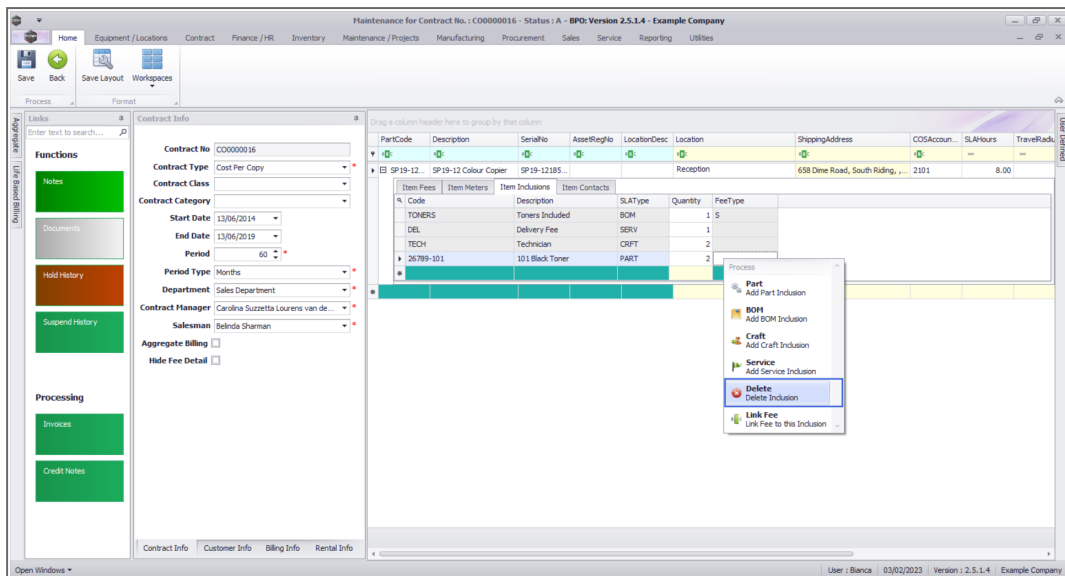 Maintenance for Contract No. : CO0000016 - Status : A - BPO: Version 2.5.1.4 - Example Company
Home Equipment / Locations Contract Finance / HR Inventory Maintenance / Projects Manufacturing Procurement Sales Service Reporting Utilities
Save Back Save Layout Workspaces
Process Format
Aggregate
Life Based Billing
Links
Enter text to search...
Functions
Notes
Documents
Hold History
Suspend History
Processing
Invoices
Credit Notes
Contract Info
Contract No CO0000016
Contract Type Cost Per Copy *
Contract Class
Contract Category
Start Date 13/06/2014
End Date 13/06/2019
Period 60 *
Period Type Months *
Department Sales Department *
Contract Manager Carolina Suzzetta Lourens van de... *
Salesman Belinda Sharman *
Aggregate Billing
Hide Fee Detail
Contract Info Customer Info Billing Info Rental Info
Drag a column header here to group by that column
PartCode Description SerialNo AssetRegNo LocationDesc Location ShippingAddress COSAccoun... SLAHours TravelRadiu
SP19-12... SP19-12 Colour Copier SP19-12185... Reception 658 Dime Road, South Riding, ,... 2101 8.00
Item Fees Item Meters Item Inclusions Item Contacts
Code Description SLAType Quantity FeeType
TONERS Toners Included BOM 1 S
DEL Delivery Fee SERV 1
TECH Technician CRFT 2
26789-101 101 Black Toner PART 2
Process
Part
Add Part Inclusion
BOM
Add BOM Inclusion
Craft
Add Craft Inclusion
Service
Add Service Inclusion
Delete
Delete Inclusion
Link Fee
Link Fee to this Inclusion
User Defined
Open Windows
User : Bianca 03/02/2023 Version : 2.5.1.4 Example Company